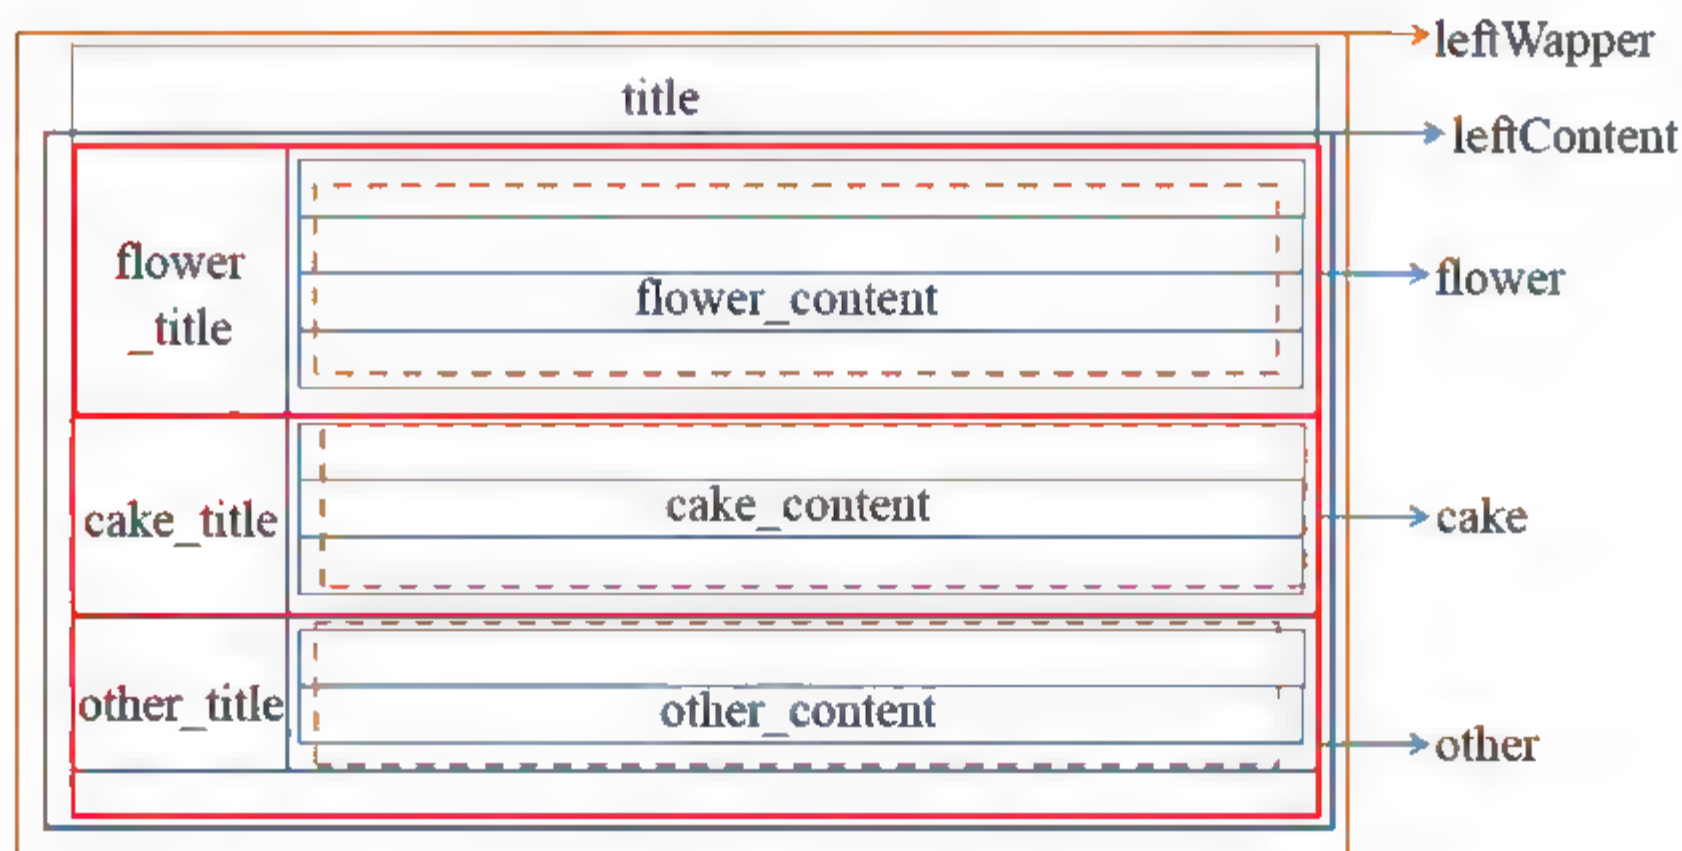 leftWapper
title
leftContent
flower
_title
flower_content
flower
cake_title
cake_content
cake
other_title
other_content
other